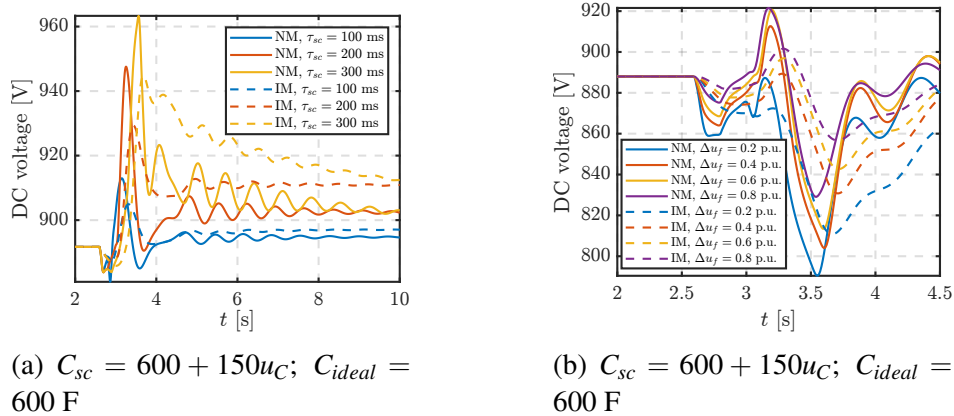 DC voltage [V]
960
930
900
NM, τsc = 100 ms
NM, τsc = 200 ms
NM, τsc = 300 ms
IM, τsc = 100 ms
IM, τsc = 200 ms
IM, τsc = 300 ms
2 4 6 8 10
t [s]
(a) Csc = 600 + 150uC; Cideal =
600 F
DC voltage [V]
920
880
860
840
800
NM, Δuf = 0.2 p.u.
NM, Δuf = 0.4 p.u.
NM, Δuf = 0.6 p.u.
NM, Δuf = 0.8 p.u.
IM, Δuf = 0.2 p.u.
IM, Δuf = 0.4 p.u.
IM, Δuf = 0.6 p.u.
IM, Δuf = 0.8 p.u.
2 2.5 3 3.5 4 4.5
t [s]
(b) Csc = 600 + 150uC; Cideal =
600 F